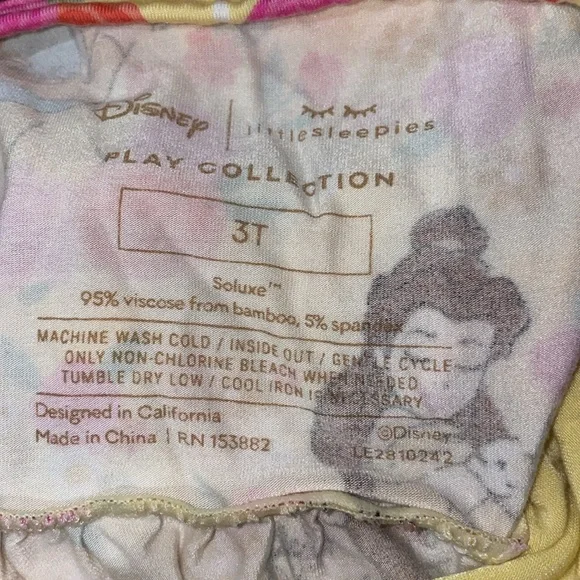 Disney | littlesleepies
PLAY COLLECTION
3T
Soluxe™
95% viscose from bamboo, 5% spandex
MACHINE WASH COLD / INSIDE OUT / GENTLE CYCLE
ONLY NON-CHLORINE BLEACH WHEN NEEDED
TUMBLE DRY LOW / COOL IRON IS NECESSARY
Designed in California
Made in China | RN 153882
©Disney
LE2810242